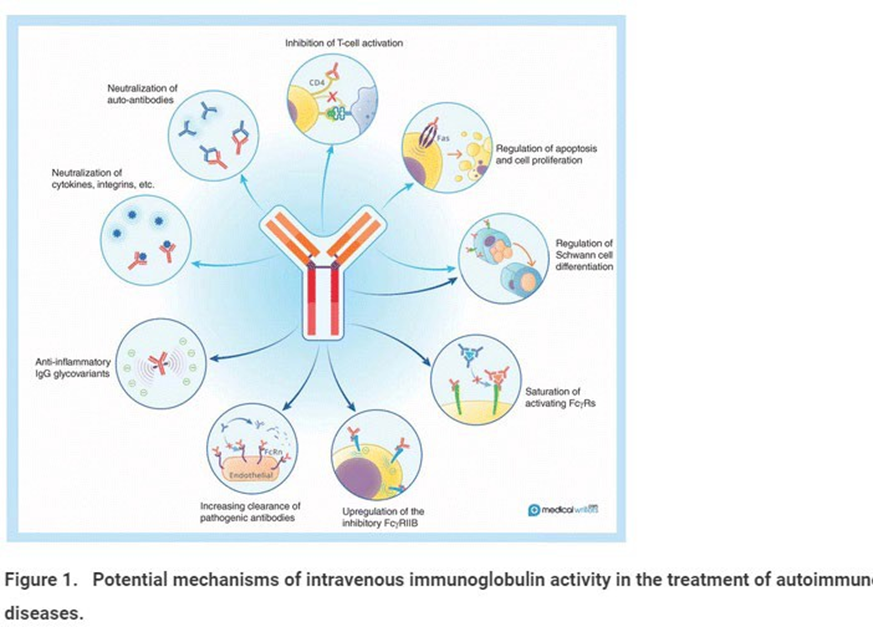 Inhibition of T-cell activation
CD4
Neutralization of
auto-antibodies
Fas
Regulation of apoptosis
and cell proliferation
Neutralization of
cytokines, integrins, etc.
Regulation of
Schwann cell
differentiation
Anti-inflammatory
IgG glycovariants
Saturation of
activating FcγRs
FcRn
Endothelial
Increasing clearance of
pathogenic antibodies
Upregulation of the
inhibitory FcγRIIB
medicalwriters
Figure 1. Potential mechanisms of intravenous immunoglobulin activity in the treatment of autoimmune
diseases.